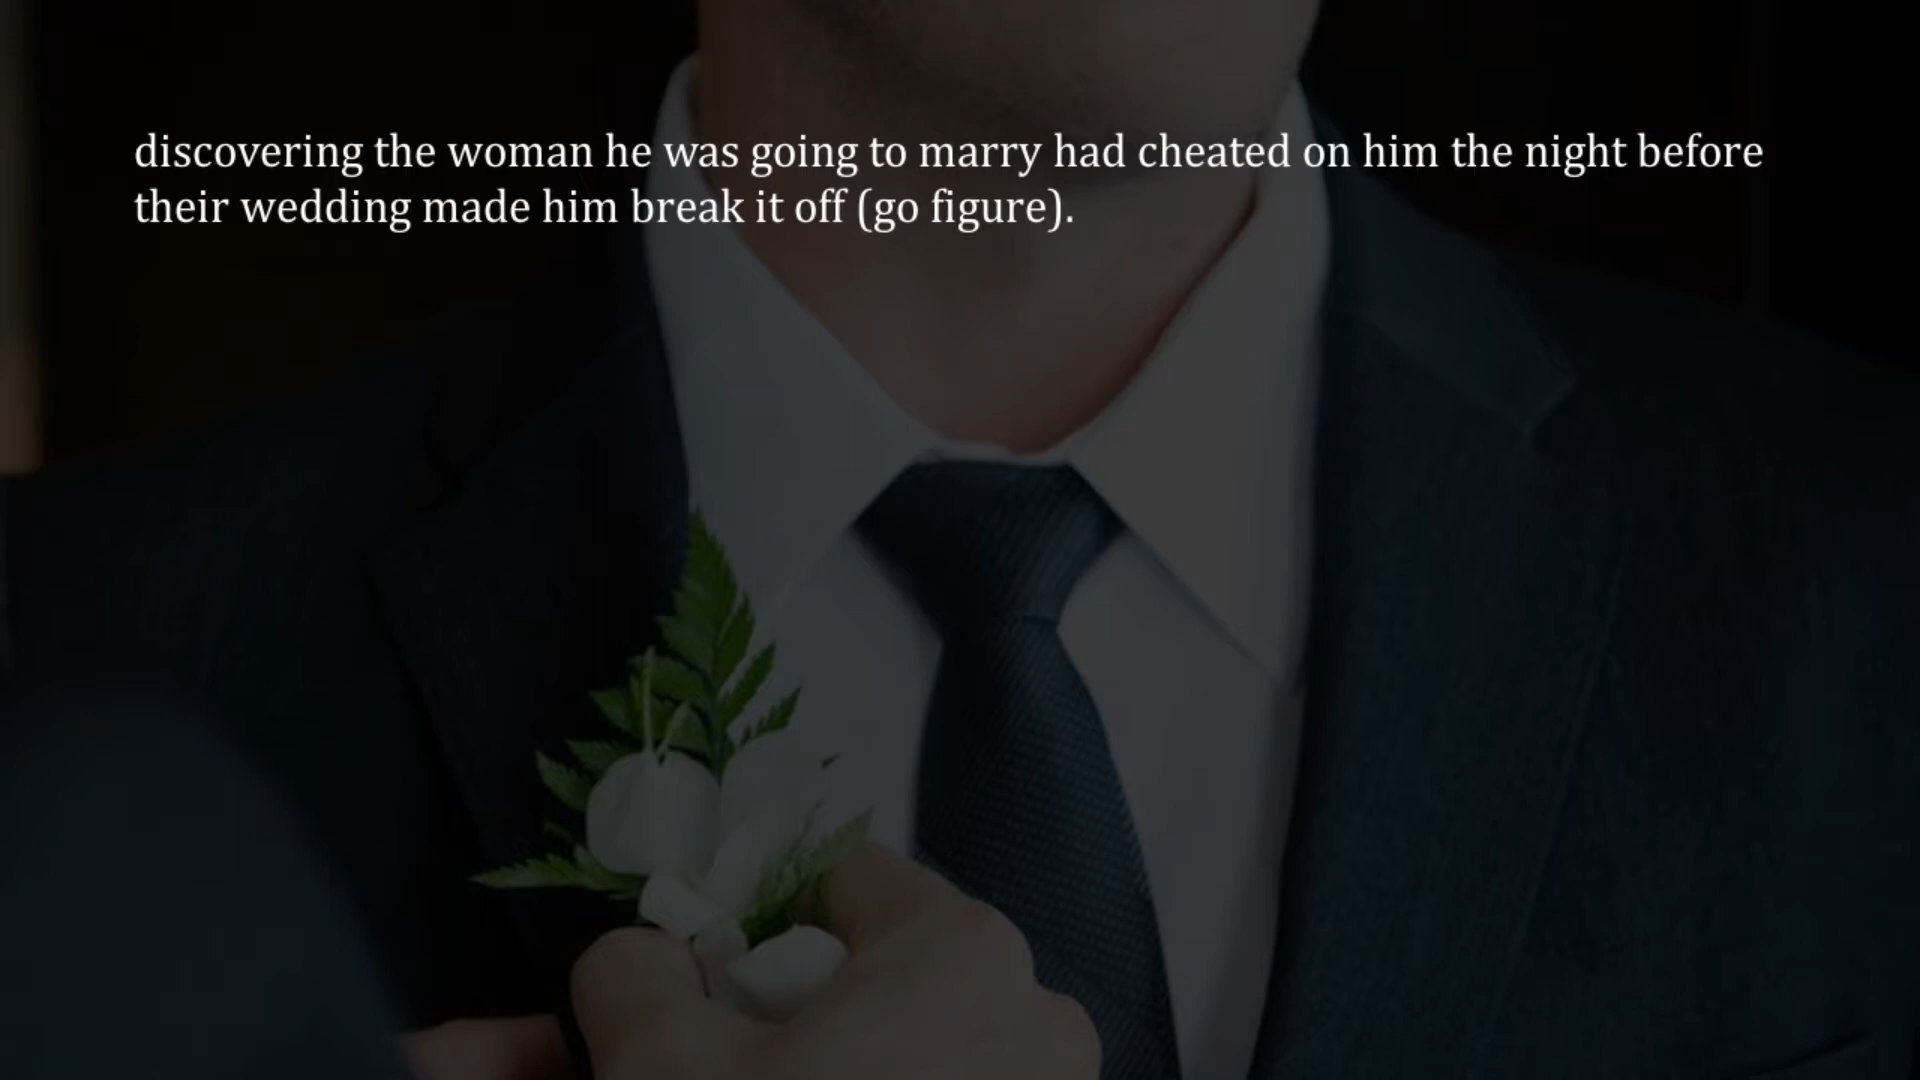 discovering the woman he was going to marry had cheated on him the night before
their wedding made him break it off (go figure).